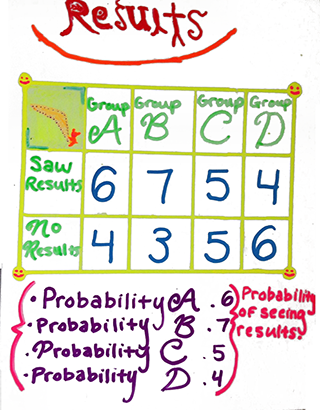 Results
Group A Group B Group C Group D
Saw Results 6 7 5 4
No Results 4 3 5 6
• Probability A .6
• Probability B .7
• Probability C .5
• Probability D .4
Probability
of seeing
results?